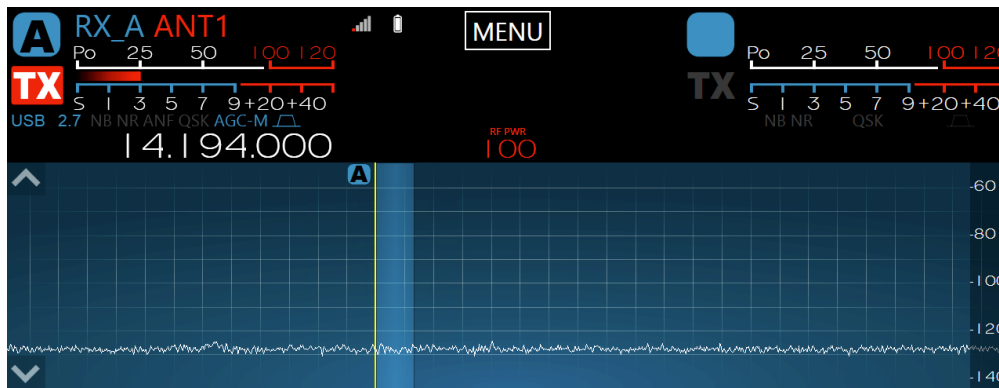 A RX_A ANT1 MENU
Po 25 50 100 120 Po 25 50 100 12
TX TX
S 1 3 5 7 9+20+40 S 1 3 5 7 9+20+40
USB 2.7 NB NR ANF QSK AGC-M NB NR QSK
14.194.000
RF PWR
100
A
-60
-80
-100
-120
-140